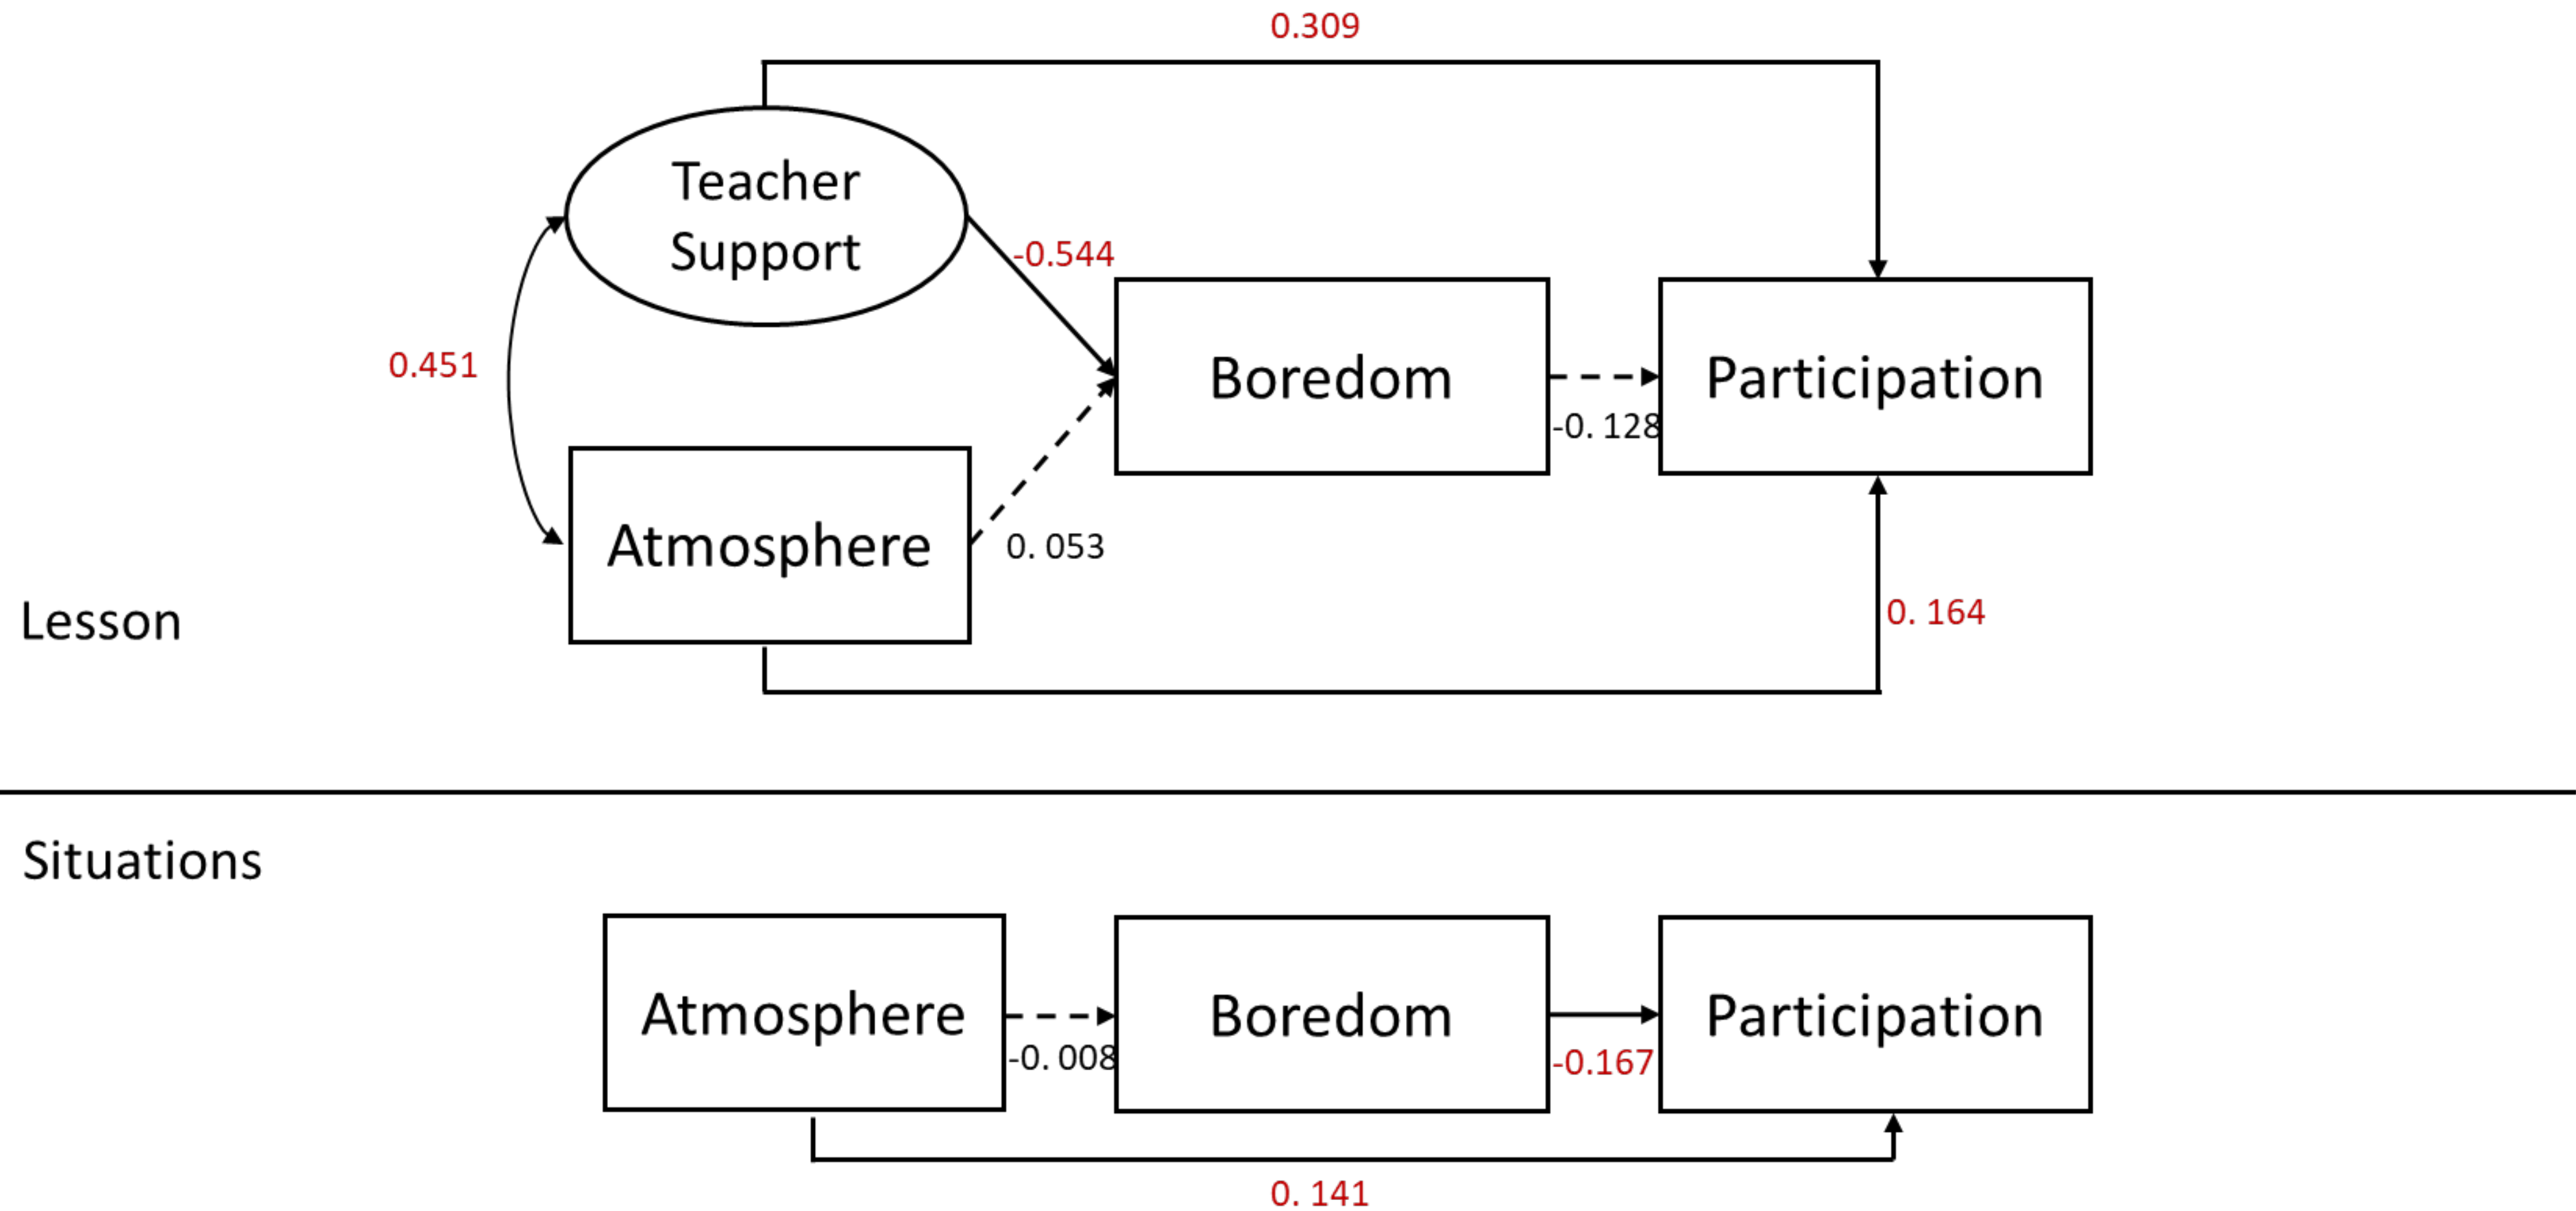 0.309
Teacher
Support
-0.544
0.451
Boredom
-0. 128
Participation
Atmosphere
0. 053
Lesson
0. 164
Situations
Atmosphere
-0. 008
Boredom
-0.167
Participation
0. 141